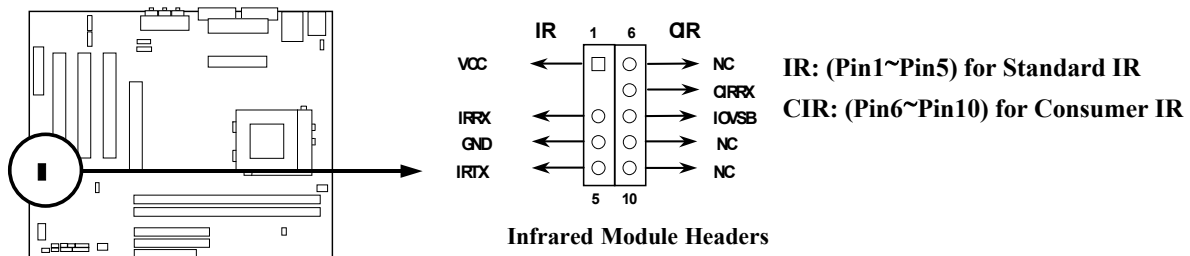 IR 1 6 CIR
VCC NC
CIRRX
IRRX IOVSB
GND NC
IRTX NC
5 10
Infrared Module Headers
IR: (Pin1~Pin5) for Standard IR
CIR: (Pin6~Pin10) for Consumer IR